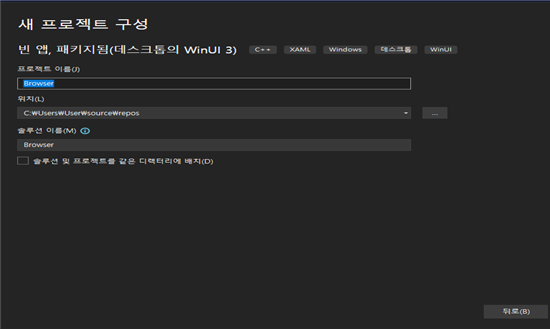 새 프로젝트 구성
빈 앱, 패키지됨(데스크톱의 WinUI 3) C++ XAML Windows 데스크톱 WinUI
프로젝트 이름(J)
Browser
위치(L)
C:₩Users₩User₩source₩repos ...
솔루션 이름(M)
Browser
솔루션 및 프로젝트를 같은 디렉터리에 배치(D)
뒤로(B)